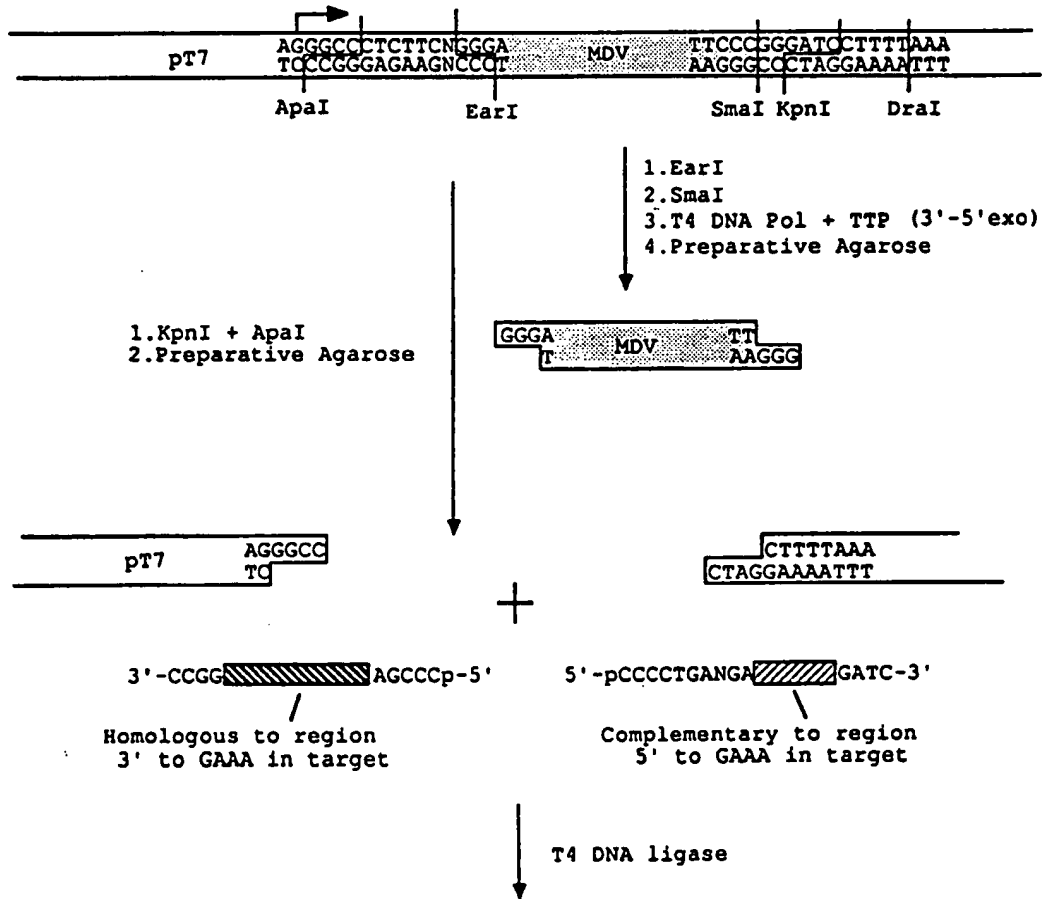 AGGGCCCTCTTCNGGGA
TTCCCGGGATCCTTTTAAA
pT7
MDV
TCCCGGGAGAAGNCCCT
AAGGGCCCTAGGAAAATTT
ApaI
EarI
SmaI
KpnI
DraI
1.EarI
2.SmaI
3.T4 DNA Pol + TTP (3'-5'exo)
4.Preparative Agarose
1.KpnI + ApaI
2.Preparative Agarose
GGGA
TT
MDV
T
AAGGG
pT7
AGGGCC
TC
CTTTTAAA
CTAGGAAAATTT
+
3'-CCGG
AGCCCp-5'
5'-pCCCCTGANGA
GATC-3'
Homologous to region
3' to GAAA in target
Complementary to region
5' to GAAA in target
T4 DNA ligase